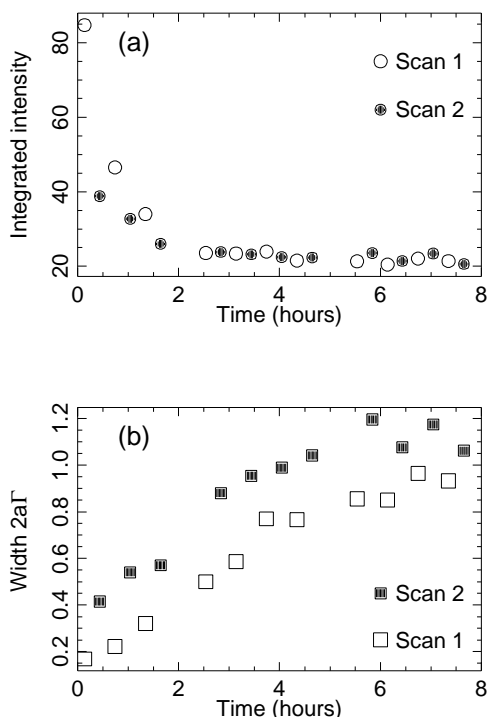 (a)
Scan 1
Scan 2
Integrated intensity
80
60
40
20
0 2 4 6 8
Time (hours)
(b)
Scan 2
Scan 1
Width 2aΓ
1.2
1.0
0.8
0.6
0.4
0.2
0 2 4 6 8
Time (hours)